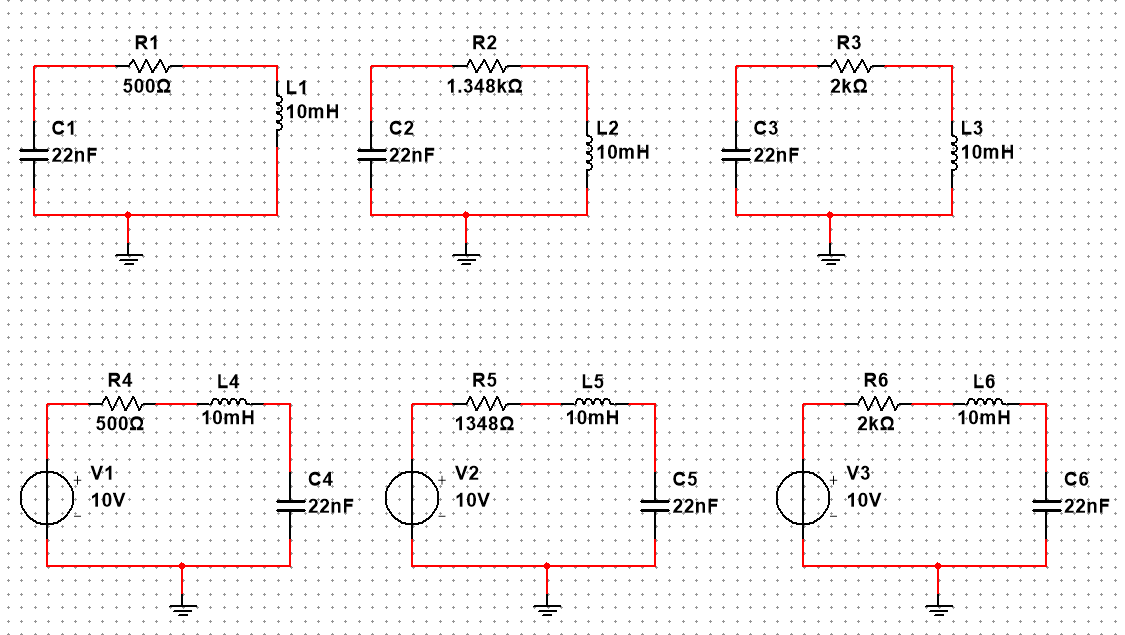 R1
500Ω
L1
10mH
C1
22nF
R2
1.348kΩ
L2
10mH
C2
22nF
R3
2kΩ
L3
10mH
C3
22nF
R4
500Ω
L4
10mH
V1
10V
+
−
C4
22nF
R5
1348Ω
L5
10mH
V2
10V
+
−
C5
22nF
R6
2kΩ
L6
10mH
V3
10V
+
−
C6
22nF